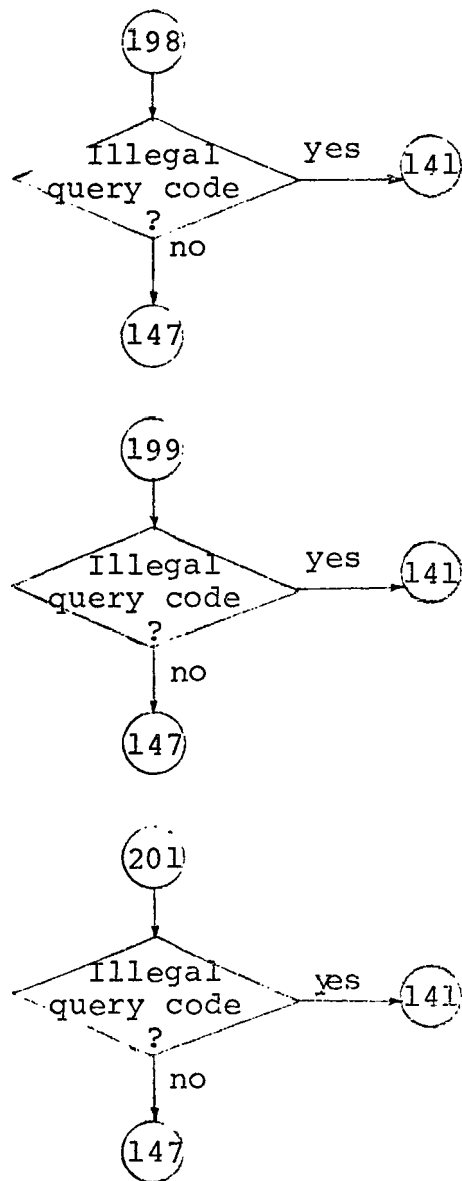 198
Illegal
query code
?
yes
141
no
147
199
Illegal
query code
?
yes
141
no
147
201
Illegal
query code
?
yes
141
no
147